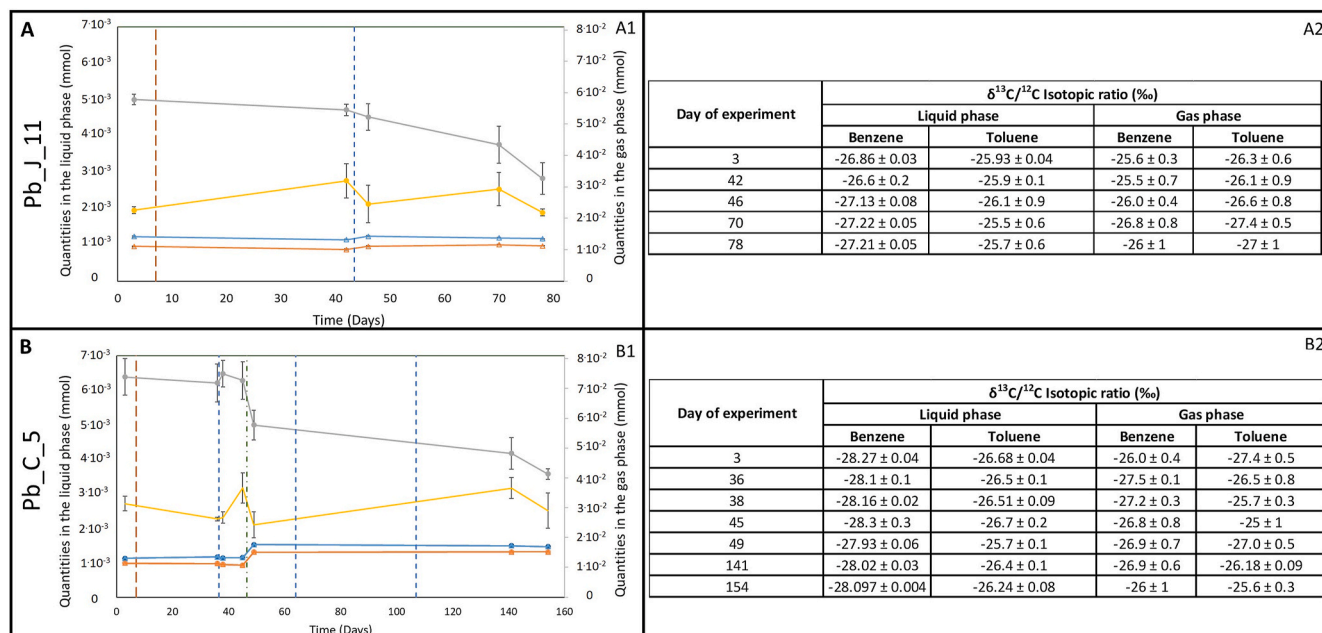 A
A1
Pb_J_11
Quantities in the liquid phase (mmol)
7·10-3
6·10-3
5·10-3
4·10-3
3·10-3
2·10-3
1·10-3
0
8·10-2
7·10-2
6·10-2
5·10-2
4·10-2
3·10-2
2·10-2
1·10-2
0
Quantities in the gas phase (mmol)
0 10 20 30 40 50 60 70 80
Time (Days)
A2
Day of experiment
δ13C/12C Isotopic ratio (‰)
Liquid phase Gas phase
Benzene Toluene Benzene Toluene
3 -26.86 ± 0.03 -25.93 ± 0.04 -25.6 ± 0.3 -26.3 ± 0.6
42 -26.6 ± 0.2 -25.9 ± 0.1 -25.5 ± 0.7 -26.1 ± 0.9
46 -27.13 ± 0.08 -26.1 ± 0.9 -26.0 ± 0.4 -26.6 ± 0.8
70 -27.22 ± 0.05 -25.5 ± 0.6 -26.8 ± 0.8 -27.4 ± 0.5
78 -27.21 ± 0.05 -25.7 ± 0.6 -26 ± 1 -27 ± 1
B
B1
Pb_C_5
Quantities in the liquid phase (mmol)
7·10-3
6·10-3
5·10-3
4·10-3
3·10-3
2·10-3
1·10-3
0
8·10-2
7·10-2
6·10-2
5·10-2
4·10-2
3·10-2
2·10-2
1·10-2
0
Quantities in the gas phase (mmol)
0 20 40 60 80 100 120 140 160
Time (Days)
B2
Day of experiment
δ13C/12C Isotopic ratio (‰)
Liquid phase Gas phase
Benzene Toluene Benzene Toluene
3 -28.27 ± 0.04 -26.68 ± 0.04 -26.0 ± 0.4 -27.4 ± 0.5
36 -28.1 ± 0.1 -26.5 ± 0.1 -27.5 ± 0.1 -26.5 ± 0.8
38 -28.16 ± 0.02 -26.51 ± 0.09 -27.2 ± 0.3 -25.7 ± 0.3
45 -28.3 ± 0.3 -26.7 ± 0.2 -26.8 ± 0.8 -25 ± 1
49 -27.93 ± 0.06 -25.7 ± 0.1 -26.9 ± 0.7 -27.0 ± 0.5
141 -28.02 ± 0.03 -26.4 ± 0.1 -26.9 ± 0.6 -26.18 ± 0.09
154 -28.097 ± 0.004 -26.24 ± 0.08 -26 ± 1 -25.6 ± 0.3